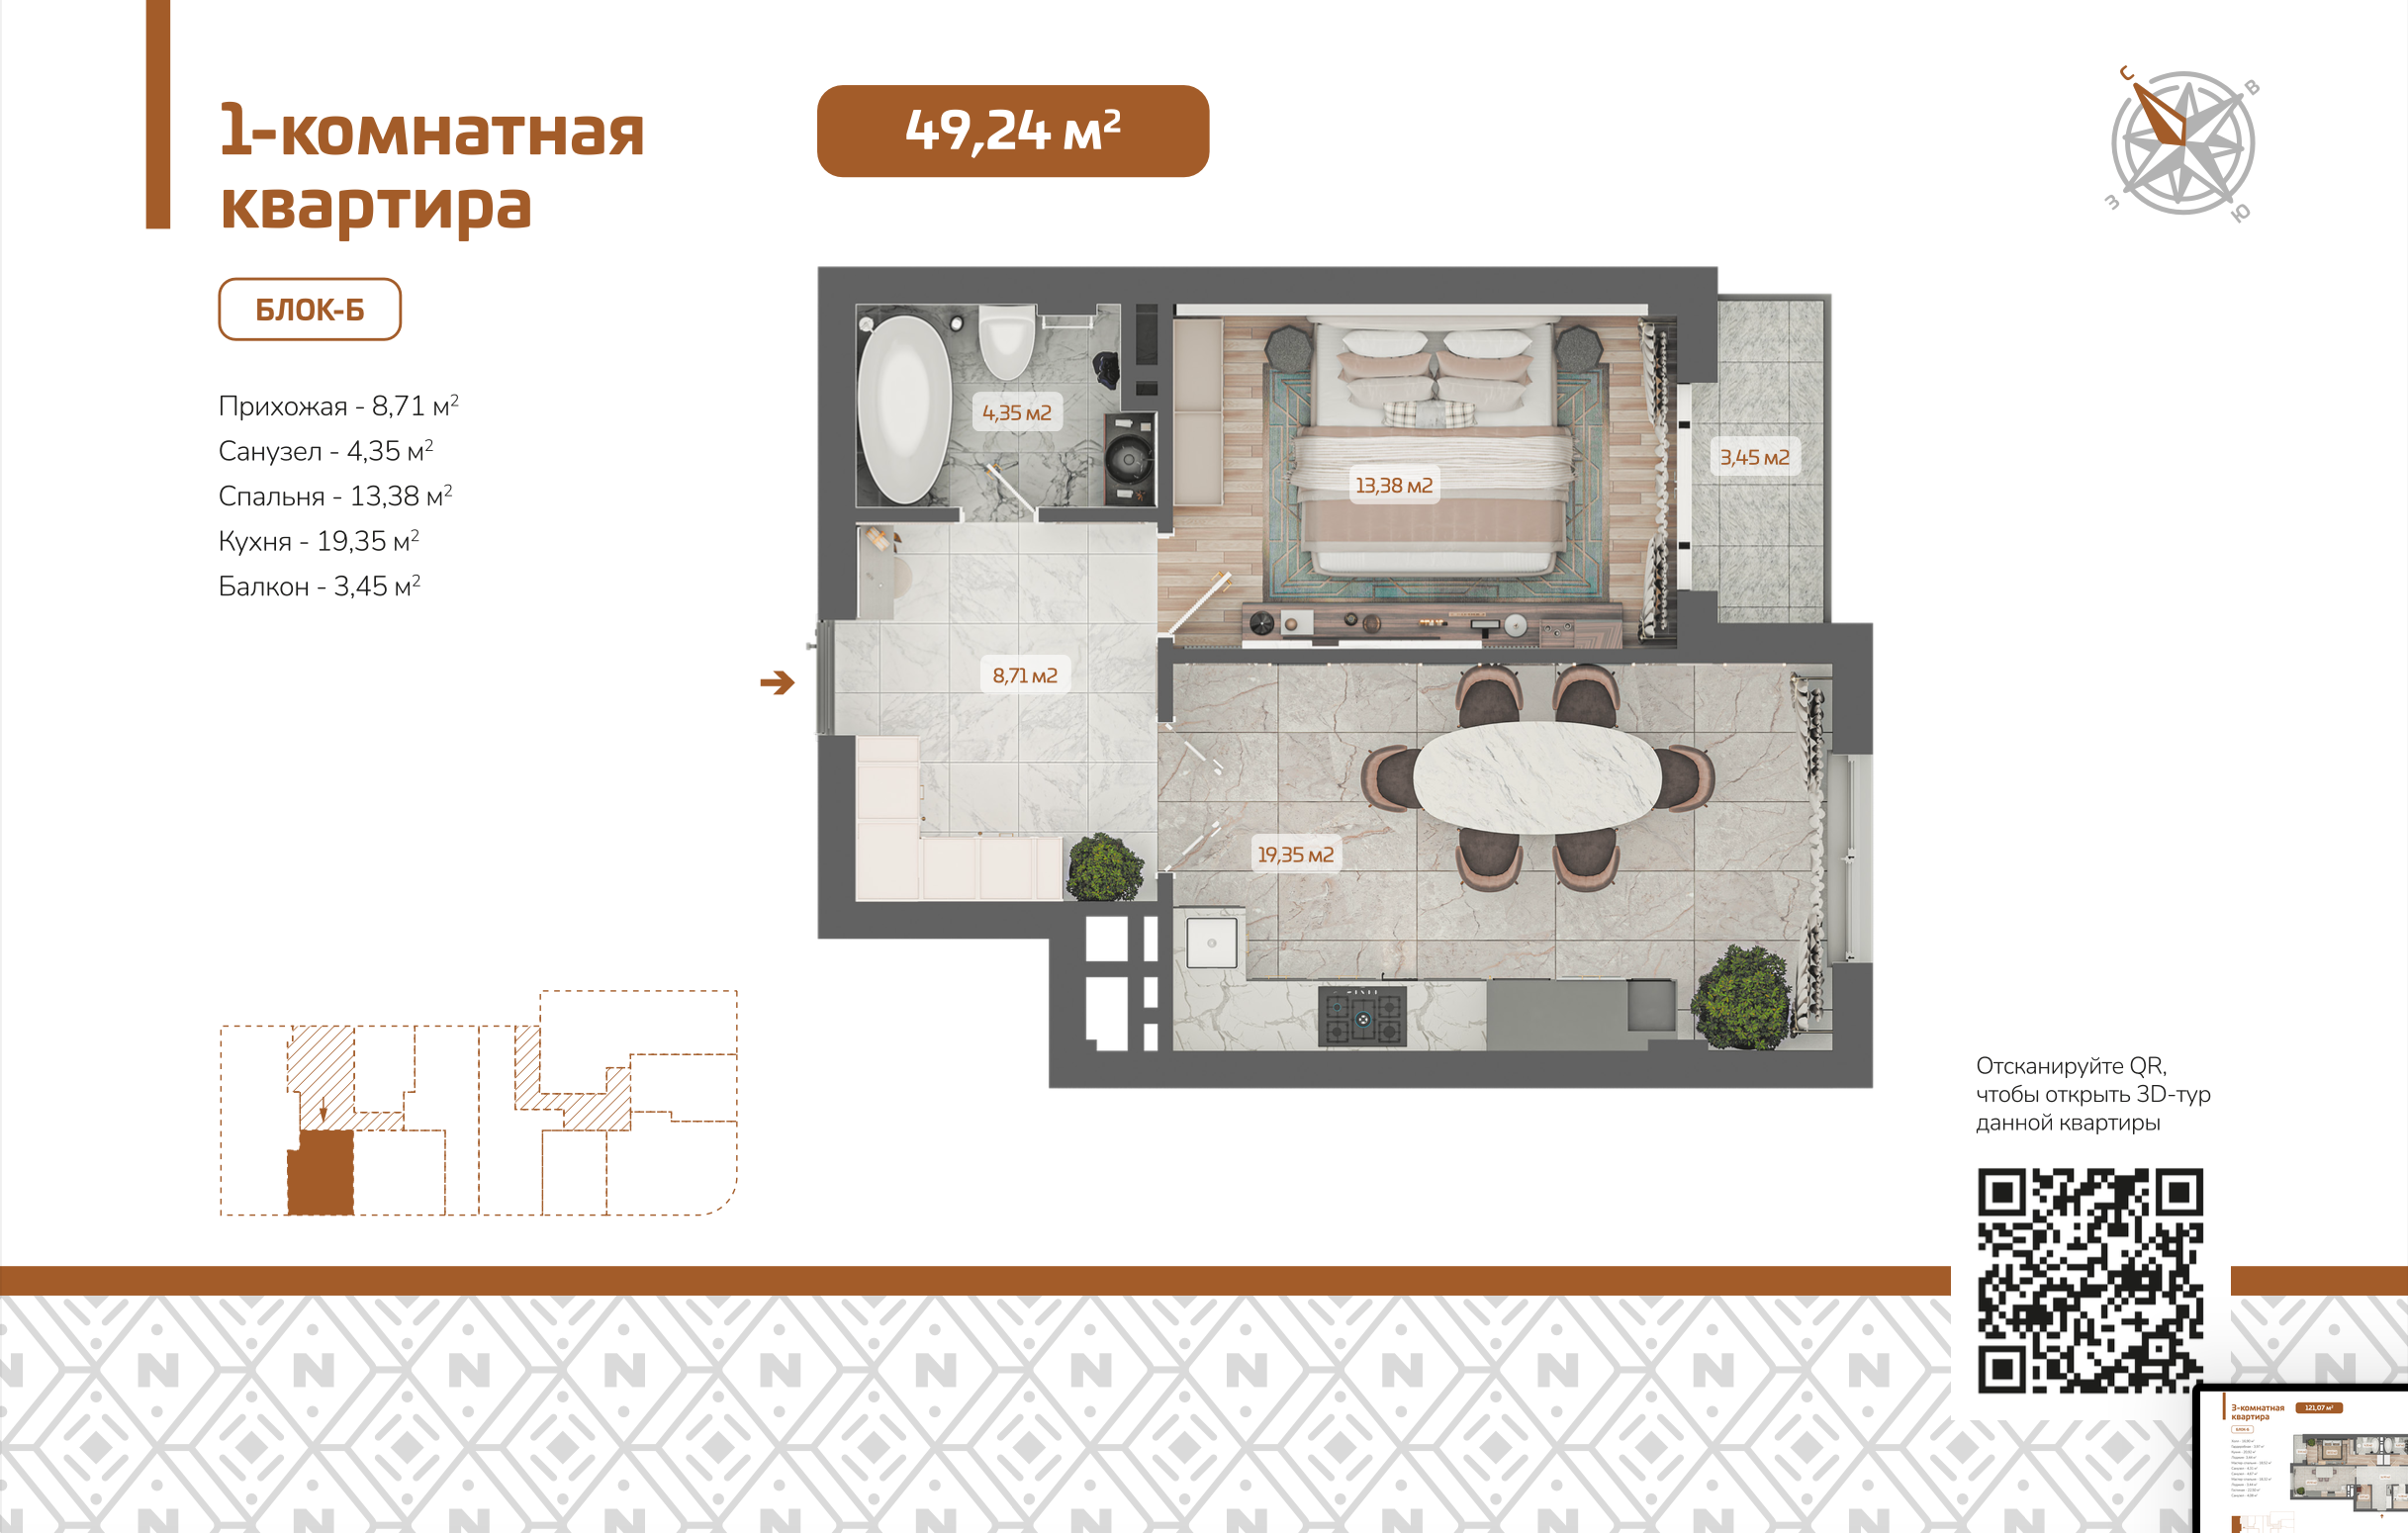 1-комнатная
квартира
49,24 м²
С
В
З
Ю
БЛОК-Б
Прихожая - 8,71 м²
Санузел - 4,35 м²
Спальня - 13,38 м²
Кухня - 19,35 м²
Балкон - 3,45 м²
4,35 м2
13,38 м2
3,45 м2
8,71 м2
19,35 м2
Отсканируйте QR,
чтобы открыть 3D-тур
данной квартиры
N N N N N N N N N N N N N N
3-комнатная
квартира
121,07 м²